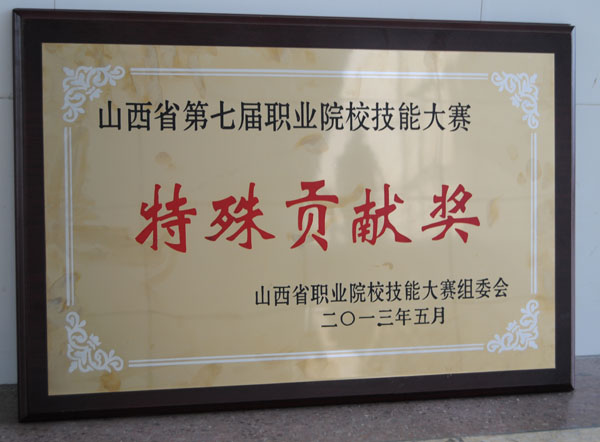 山西省第七届职业院校技能大赛
特殊贡献奖
山西省职业院校技能大赛组委会
二〇一三年五月